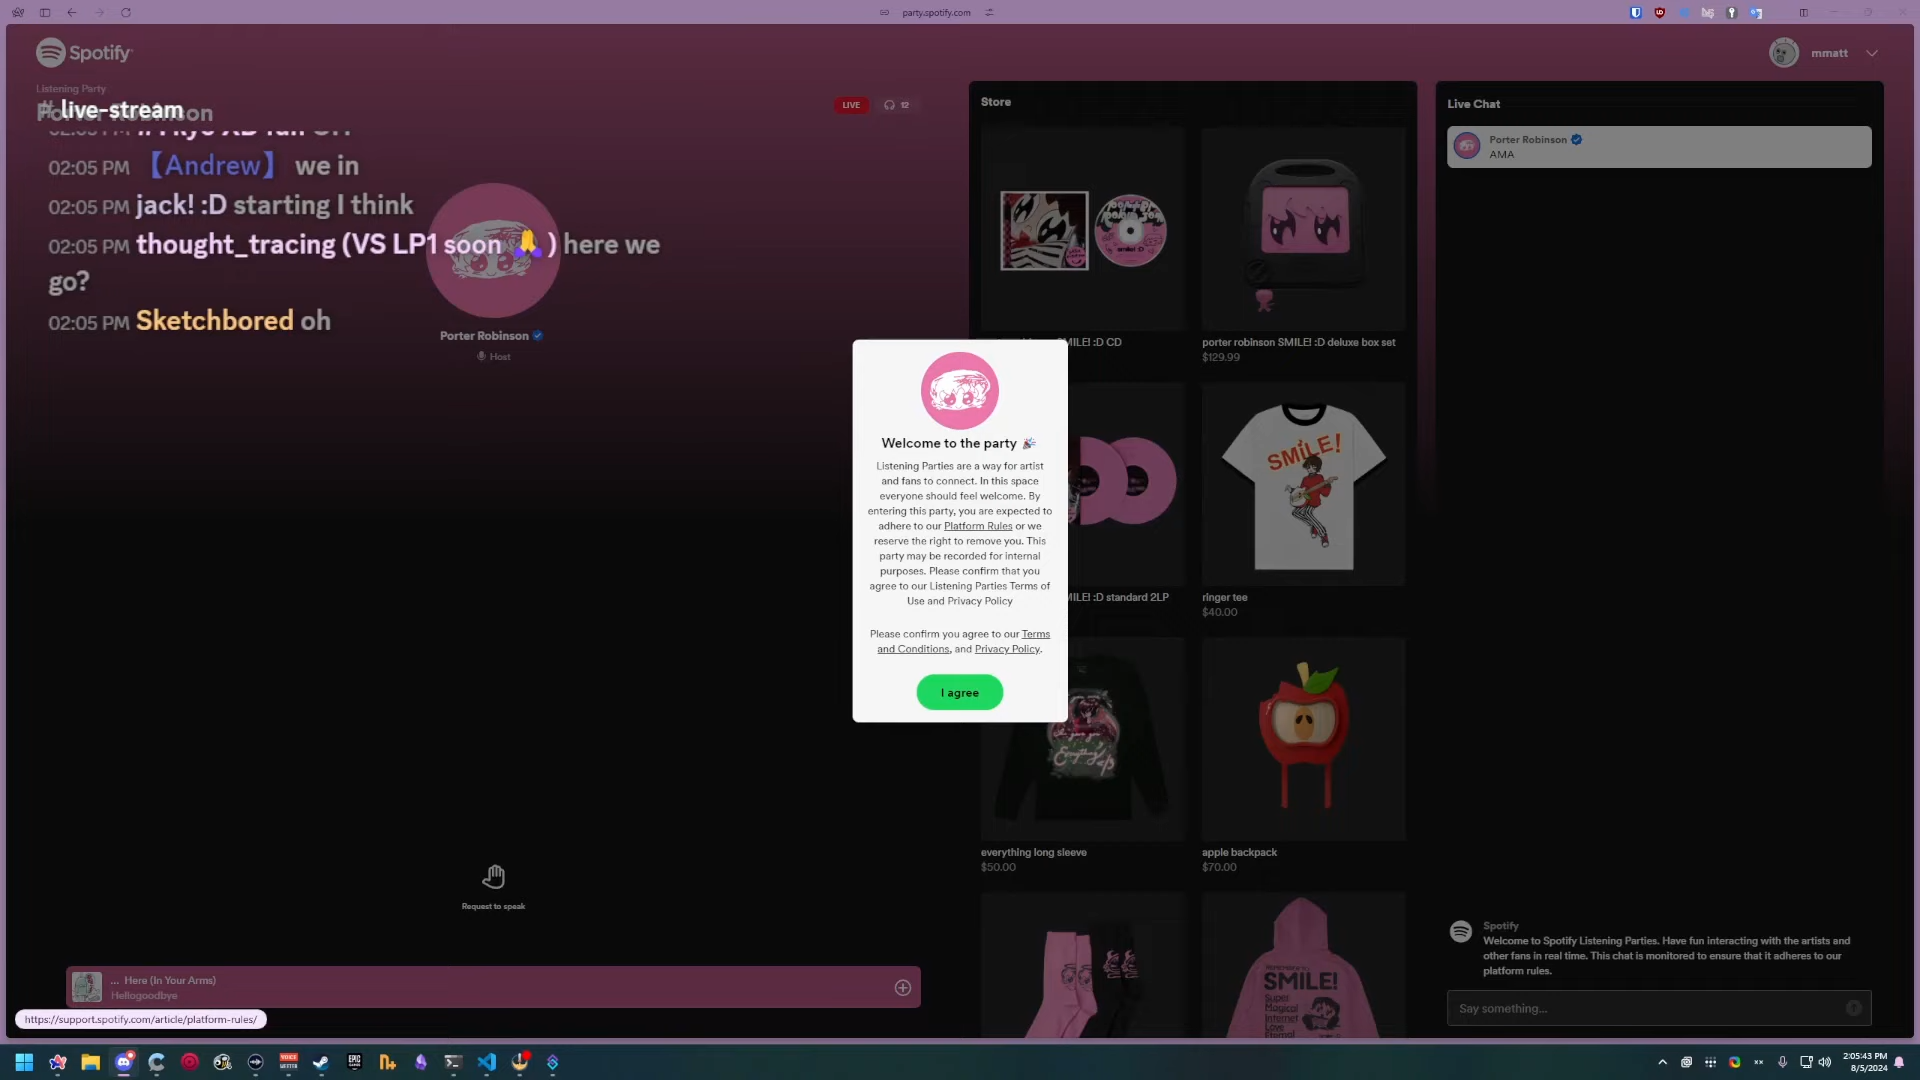 party.spotify.com
Spotify
mmatt
Listening Party
Porter Robinson
# live-stream
LIVE
12
02:05 PM 【Andrew】 we in
02:05 PM jack! :D starting I think
02:05 PM thought_tracing (VS LP1 soon 🙏) here we
go?
02:05 PM Sketchbored oh
Porter Robinson
Host
Request to speak
... Here (In Your Arms)
Hellogoodbye
https://support.spotify.com/article/platform-rules/
Welcome to the party 🎉
Listening Parties are a way for artist
and fans to connect. In this space
everyone should feel welcome. By
entering this party, you are expected to
adhere to our Platform Rules or we
reserve the right to remove you. This
party may be recorded for internal
purposes. Please confirm that you
agree to our Listening Parties Terms of
Use and Privacy Policy
Please confirm you agree to our Terms
and Conditions, and Privacy Policy.
I agree
Store
SMILE! :D CD
porter robinson SMILE! :D deluxe box set
$129.99
SMILE! :D standard 2LP
SMiLE!
ringer tee
$40.00
everything long sleeve
$50.00
apple backpack
$70.00
SMiLE!
Super
Magical
Internet
Love
Eternal
Live Chat
Porter Robinson
AMA
Spotify
Welcome to Spotify Listening Parties. Have fun interacting with the artists and
other fans in real time. This chat is monitored to ensure that it adheres to our
platform rules.
Say something...
2:05:43 PM
8/5/2024